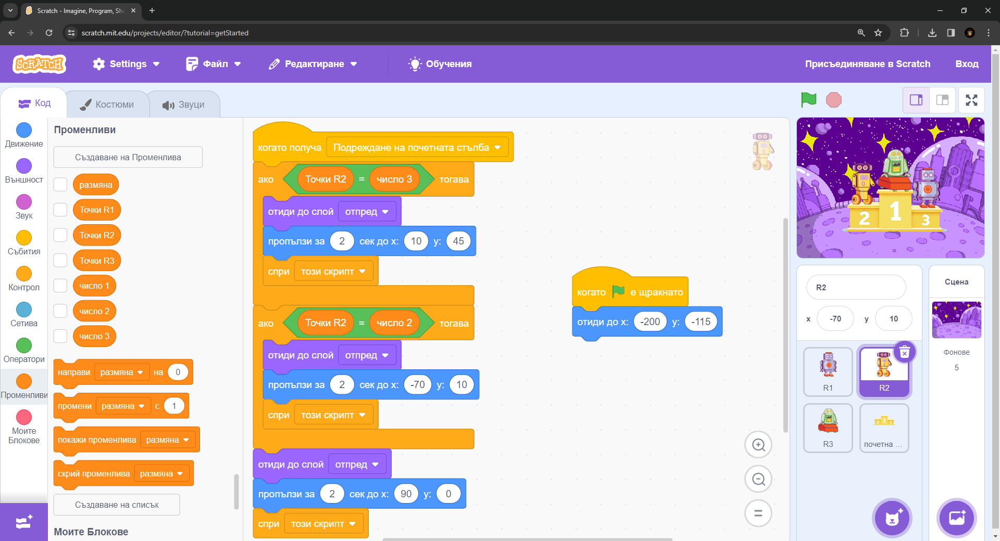 Scratch - Imagine, Program, Sh
scratch.mit.edu/projects/editor/?tutorial=getStarted
SCRATCH
Settings
Файл
Редактиране
Обучения
Присъединяване в Scratch
Вход
Код
Костюми
Звуци
Движение
Външност
Звук
Събития
Контрол
Сетива
Оператори
Променливи
Моите Блокове
Променливи
Създаване на Променлива
размяна
Точки R1
Точки R2
Точки R3
число 1
число 2
число 3
направи размяна на 0
промени размяна с 1
покажи променлива размяна
скрий променлива размяна
Създаване на списък
Моите Блокове
когато получа Подреждане на почетната стълба
ако Точки R2 = число 3 тогава
отиди до слой отпред
пропълзи за 2 сек до x: 10 y: 45
спри този скрипт
ако Точки R2 = число 2 тогава
отиди до слой отпред
пропълзи за 2 сек до x: -70 y: 10
спри този скрипт
отиди до слой отпред
пропълзи за 2 сек до x: 90 y: 0
спри този скрипт
когато е щракнато
отиди до x: -200 y: -115
2 1 3
R2
x -70 y 10
R1
R2
R3
почетна ...
Сцена
Фонове
5